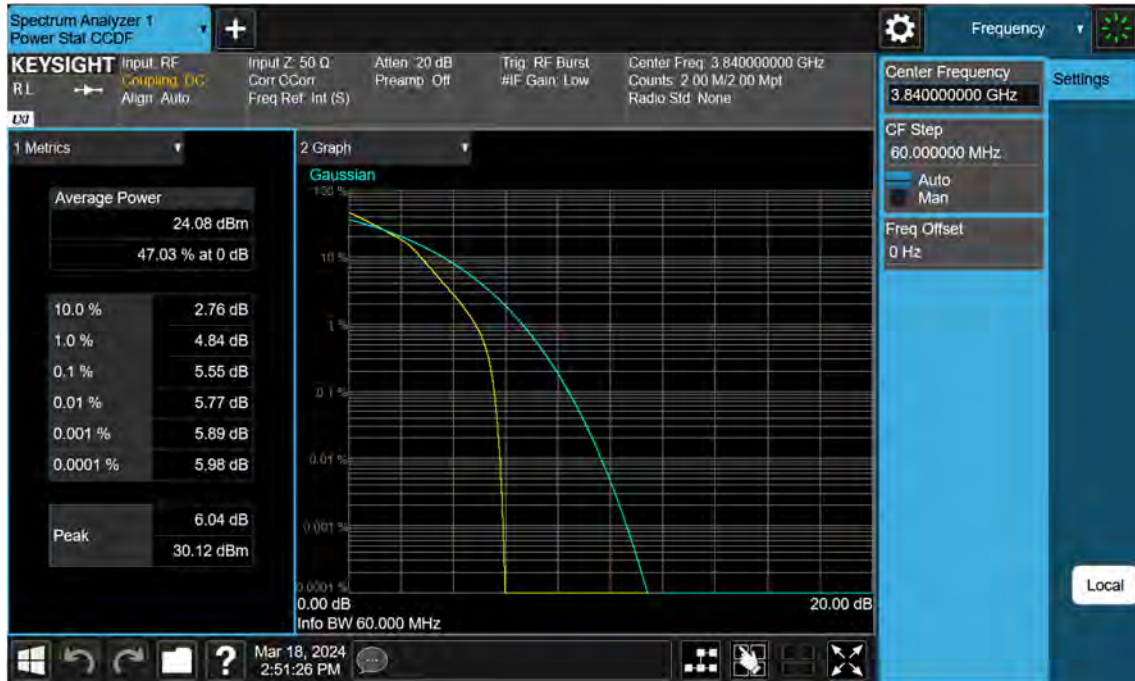 Spectrum Analyzer 1
Power Stat CCDF
Frequency
KEYSIGHT
RL
LXI
Input: RF
Coupling: DC
Align: Auto
Input Z: 50 Ω
Corr CCorr
Freq Ref: Int (S)
Atten: 20 dB
Preamp: Off
Trig: RF Burst
#IF Gain: Low
Center Freq: 3.840000000 GHz
Counts: 2.00 M/2.00 Mpt
Radio Std: None
Center Frequency
3.840000000 GHz
Settings
CF Step
60.000000 MHz
Auto
Man
Freq Offset
0 Hz
1 Metrics
Average Power
24.08 dBm
47.03 % at 0 dB
10.0 % 2.76 dB
1.0 % 4.84 dB
0.1 % 5.55 dB
0.01 % 5.77 dB
0.001 % 5.89 dB
0.0001 % 5.98 dB
Peak
6.04 dB
30.12 dBm
2 Graph
Gaussian
100 %
10 %
1 %
0.1 %
0.01 %
0.001 %
0.0001 %
0.00 dB 20.00 dB
Info BW 60.000 MHz
Local
?
Mar 18, 2024
2:51:26 PM